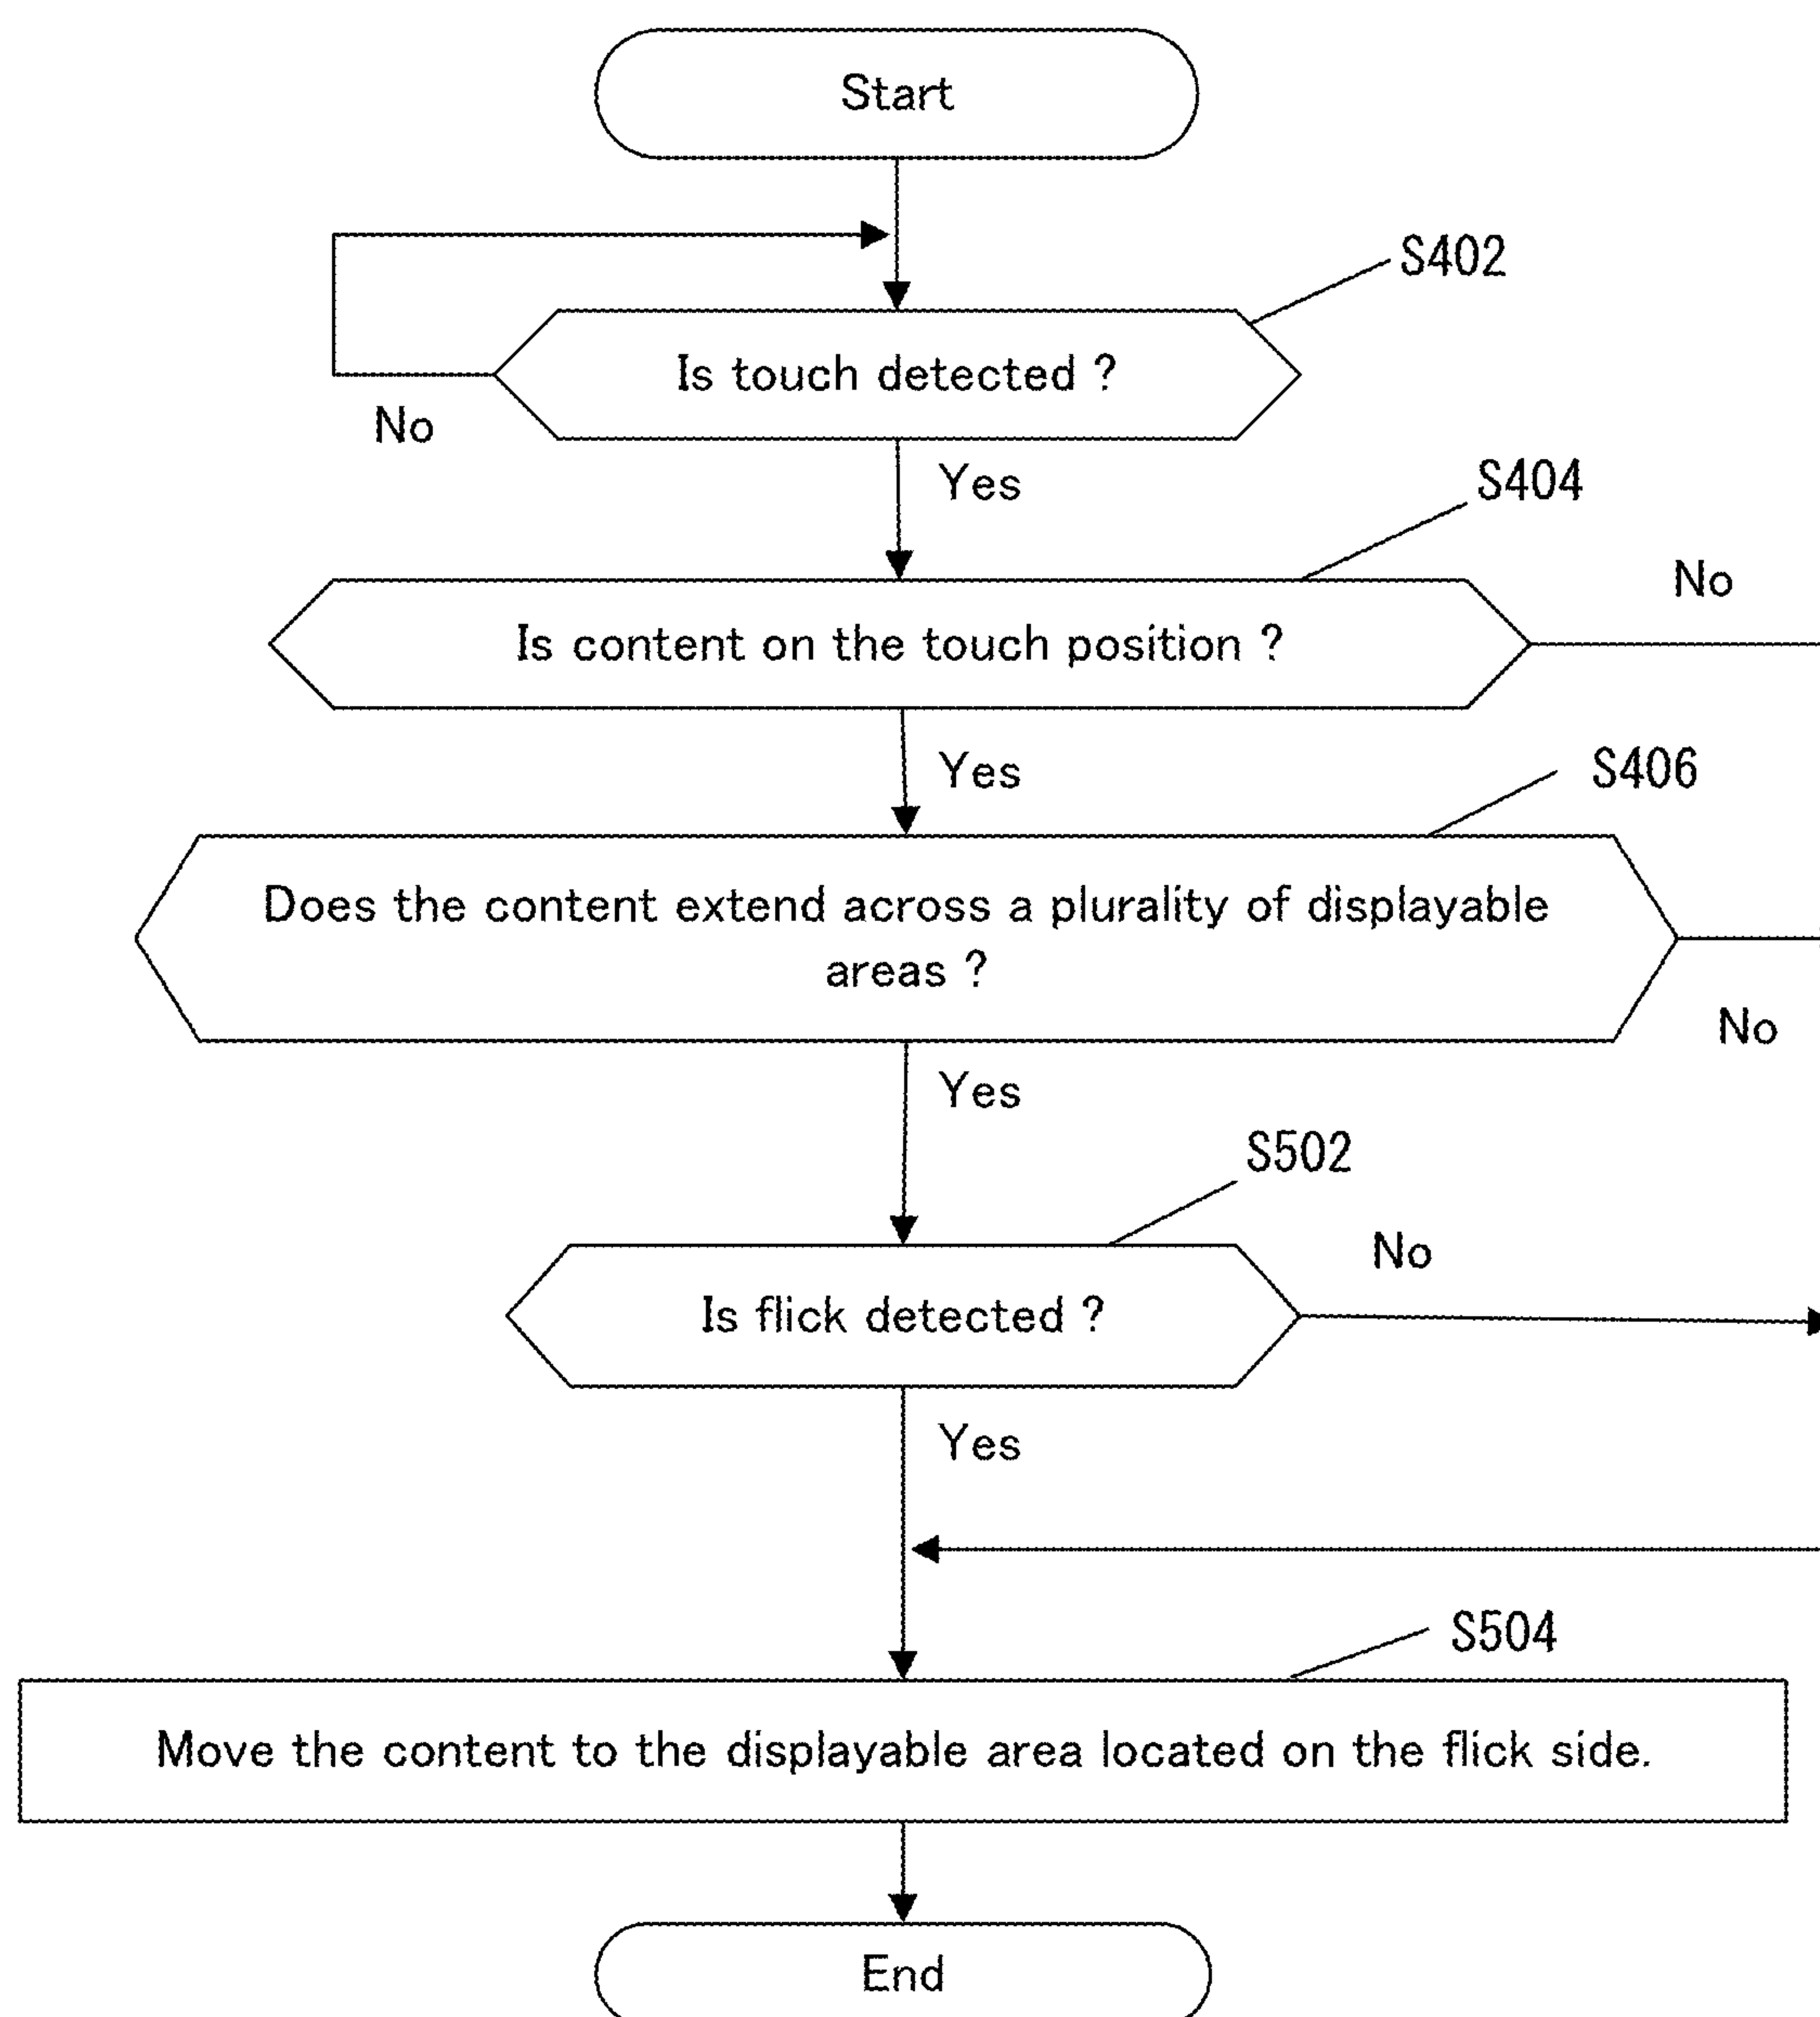 Start
S402
Is touch detected ?
No
Yes
S404
No
Is content on the touch position ?
Yes
S406
Does the content extend across a plurality of displayable
areas ?
No
Yes
S502
No
Is flick detected ?
Yes
S504
Move the content to the displayable area located on the flick side.
End